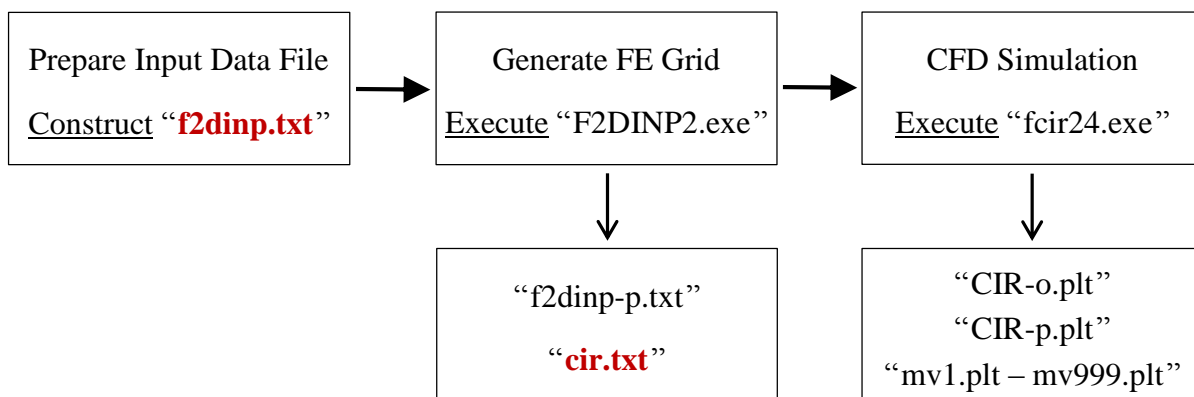 Prepare Input Data File
Construct “f2dinp.txt”
Generate FE Grid
Execute “F2DINP2.exe”
CFD Simulation
Execute “fcir24.exe”
“f2dinp-p.txt”
“cir.txt”
“CIR-o.plt”
“CIR-p.plt”
“mv1.plt – mv999.plt”